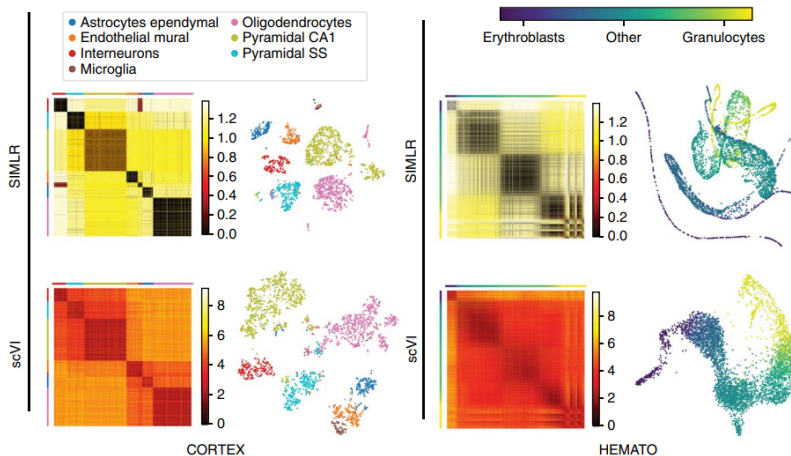 Astrocytes ependymal
Endothelial mural
Interneurons
Microglia
Oligodendrocytes
Pyramidal CA1
Pyramidal SS
Erythroblasts Other Granulocytes
SIMLR
1.2
1.0
0.8
0.6
0.4
0.2
0.0
SIMLR
1.2
1.0
0.8
0.6
0.4
0.2
0.0
scVI
8
6
4
2
0
scVI
8
6
4
2
0
CORTEX
HEMATO